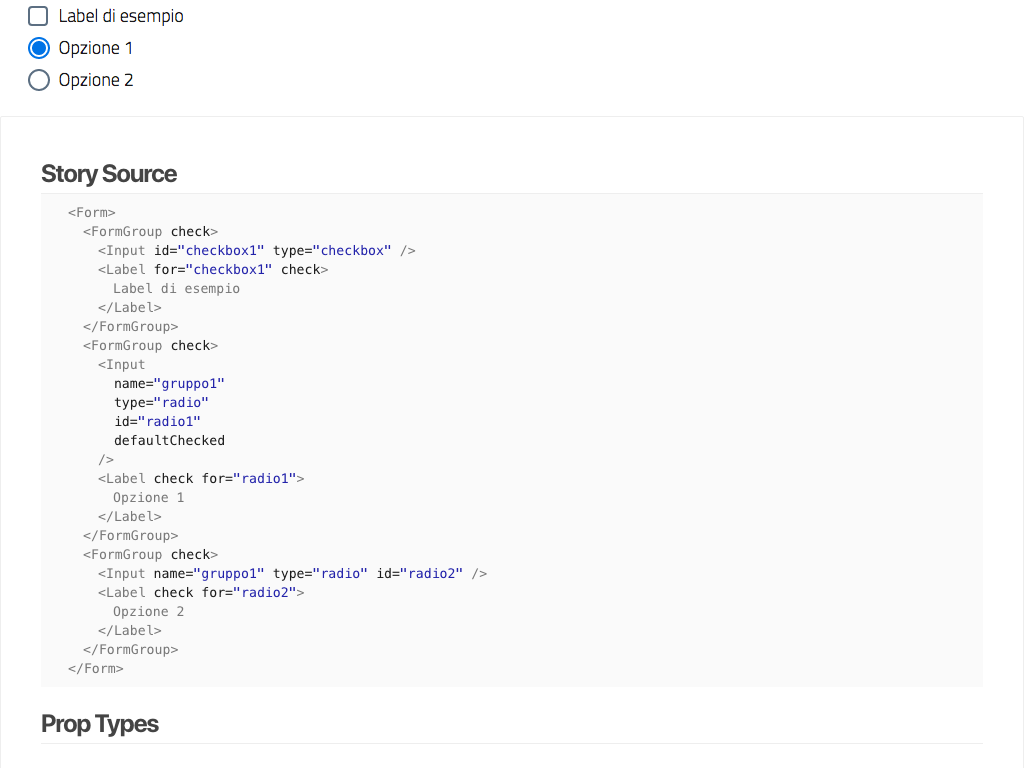 Label di esempio
Opzione 1
Opzione 2
Story Source
<Form>
<FormGroup check>
<Input id="checkbox1" type="checkbox" />
<Label for="checkbox1" check>
Label di esempio
</Label>
</FormGroup>
<FormGroup check>
<Input
name="gruppo1"
type="radio"
id="radio1"
defaultChecked
/>
<Label check for="radio1">
Opzione 1
</Label>
</FormGroup>
<FormGroup check>
<Input name="gruppo1" type="radio" id="radio2" />
<Label check for="radio2">
Opzione 2
</Label>
</FormGroup>
</Form>
Prop Types